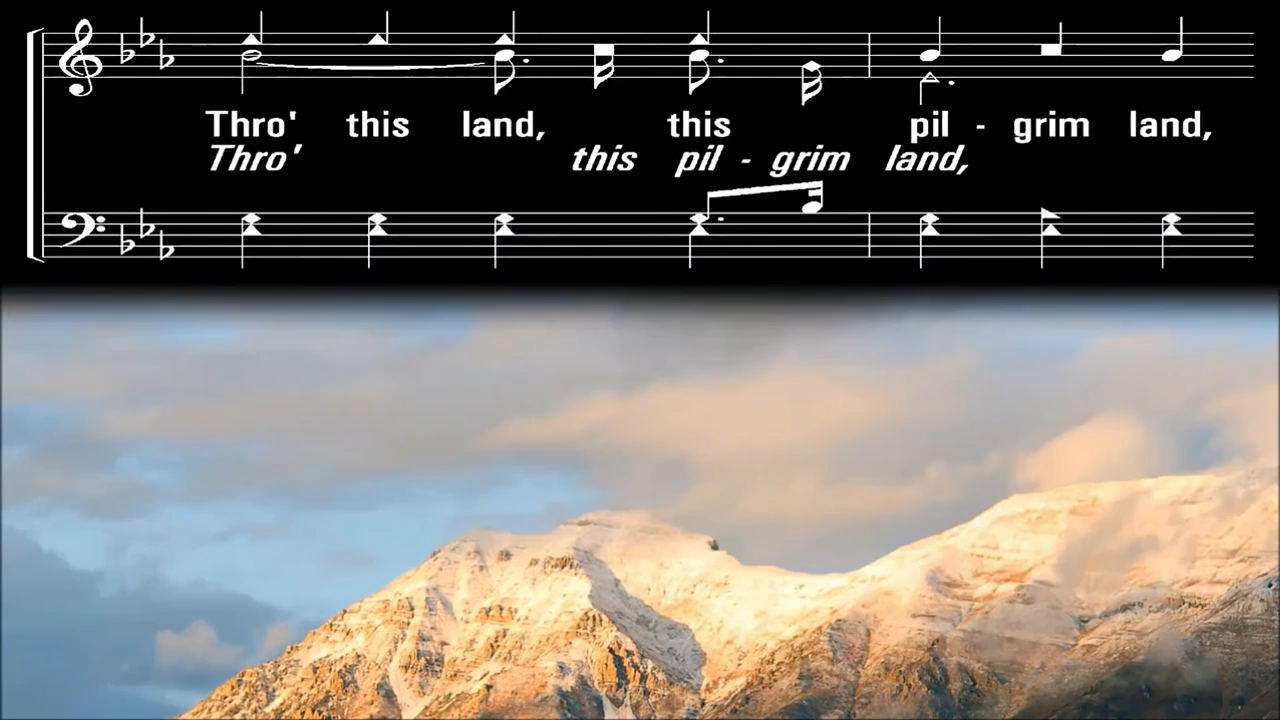 Thro' this land, this pil - grim land,
Thro' this pil - grim land,